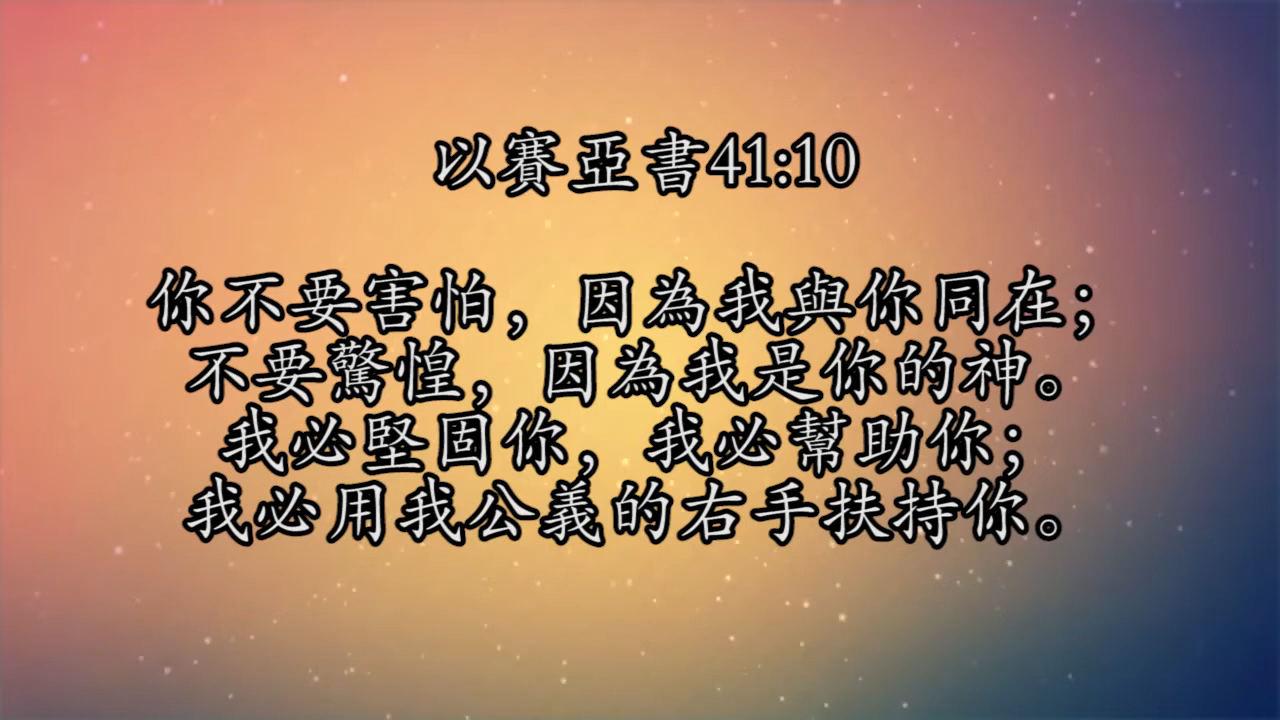 以賽亞書41:10
你不要害怕，因為我與你同在；
不要驚惶，因為我是你的神。
我必堅固你，我必幫助你；
我必用我公義的右手扶持你。